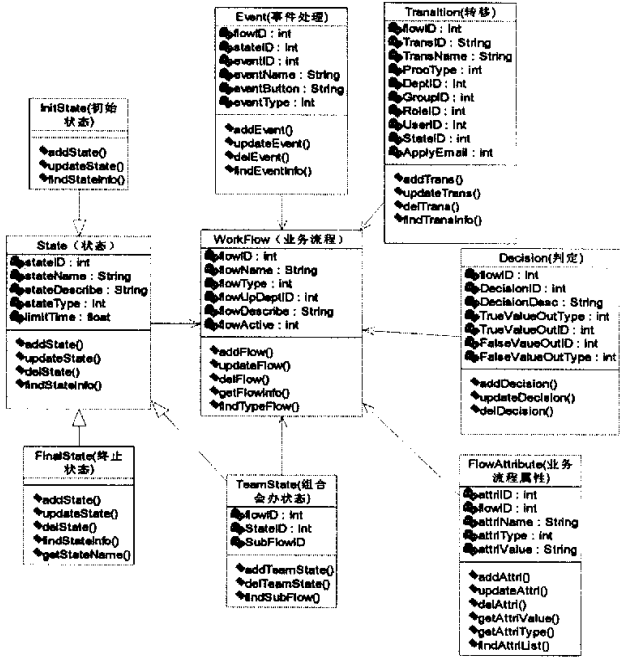 Event(事件处理)
flowID : int
stateID : int
eventID : int
eventName : String
eventButton : String
eventType : int
addEvent()
updateEvent()
delEvent()
findEventInfo()
Transition(转移)
flowID : int
TransID : String
TransName : String
ProcType : int
DeptID : int
GroupID : int
RoleID : int
UserID : int
StateID : int
ApplyEmail : int
addTrans()
updateTrans()
delTrans()
findTransInfo()
InitState(初始
状态)
addState()
updateState()
findStateInfo()
State（状态）
stateID : int
stateName : String
stateDescribe : String
stateType : int
limitTime : float
addState()
updateState()
delState()
findStateInfo()
WorkFlow（业务流程）
flowID : int
flowName : String
flowType : int
flowUpDeptID : int
flowDescribe : String
flowActive : int
addFlow()
updateFlow()
delFlow()
getFlowInfo()
findTypeFlow()
Decision(判定)
flowID : int
DecisionID : int
DecisionDesc : String
TrueValueOutType : int
TrueValueOutID : int
FalseVaueOutID : int
FalseValueOutType : int
addDecision()
updateDecision()
delDecision()
FinalState(终止
状态)
addState()
updateState()
delState()
findStateInfo()
getStateName()
TeamState(组合
会办状态)
flowID : int
StateID : int
SubFlowID
addTeamState()
delTeamState()
findSubFlow()
FlowAttribute(业务
流程属性)
attriID : int
flowID : int
attriName : String
attriType : int
attriValue : String
addAttri()
updateAttri()
delAttri()
getAttriValue()
getAttriType()
findAttriList()